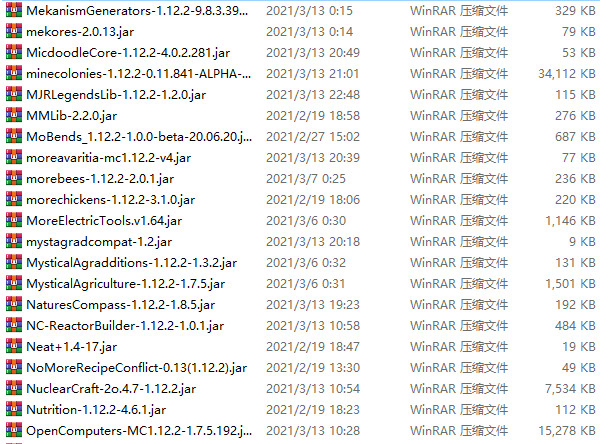 MekanismGenerators-1.12.2-9.8.3.39... 2021/3/13 0:15 WinRAR 压缩文件 329 KB
mekores-2.0.13.jar 2021/3/13 0:14 WinRAR 压缩文件 79 KB
MicdoodleCore-1.12.2-4.0.2.281.jar 2021/3/13 20:49 WinRAR 压缩文件 53 KB
minecolonies-1.12.2-0.11.841-ALPHA-... 2021/3/13 21:01 WinRAR 压缩文件 34,112 KB
MJRLegendsLib-1.12.2-1.2.0.jar 2021/3/13 22:48 WinRAR 压缩文件 115 KB
MMLib-2.2.0.jar 2021/2/19 18:58 WinRAR 压缩文件 276 KB
MoBends_1.12.2-1.0.0-beta-20.06.20.j... 2021/2/27 15:02 WinRAR 压缩文件 687 KB
moreavaritia-mc1.12.2-v4.jar 2021/3/13 20:39 WinRAR 压缩文件 77 KB
morebees-1.12.2-2.0.1.jar 2021/3/7 0:25 WinRAR 压缩文件 236 KB
morechickens-1.12.2-3.1.0.jar 2021/2/19 18:06 WinRAR 压缩文件 220 KB
MoreElectricTools.v1.64.jar 2021/3/6 0:30 WinRAR 压缩文件 1,146 KB
mystagradcompat-1.2.jar 2021/3/13 20:18 WinRAR 压缩文件 9 KB
MysticalAgradditions-1.12.2-1.3.2.jar 2021/3/6 0:32 WinRAR 压缩文件 131 KB
MysticalAgriculture-1.12.2-1.7.5.jar 2021/3/6 0:31 WinRAR 压缩文件 1,501 KB
NaturesCompass-1.12.2-1.8.5.jar 2021/3/13 19:23 WinRAR 压缩文件 192 KB
NC-ReactorBuilder-1.12.2-1.0.1.jar 2021/3/13 10:58 WinRAR 压缩文件 484 KB
Neat+1.4-17.jar 2021/2/19 18:47 WinRAR 压缩文件 19 KB
NoMoreRecipeConflict-0.13(1.12.2).jar 2021/2/19 13:30 WinRAR 压缩文件 49 KB
NuclearCraft-2o.4.7-1.12.2.jar 2021/3/13 10:54 WinRAR 压缩文件 7,534 KB
Nutrition-1.12.2-4.6.1.jar 2021/2/19 18:23 WinRAR 压缩文件 112 KB
OpenComputers-MC1.12.2-1.7.5.192.j... 2021/3/13 10:28 WinRAR 压缩文件 15,278 KB